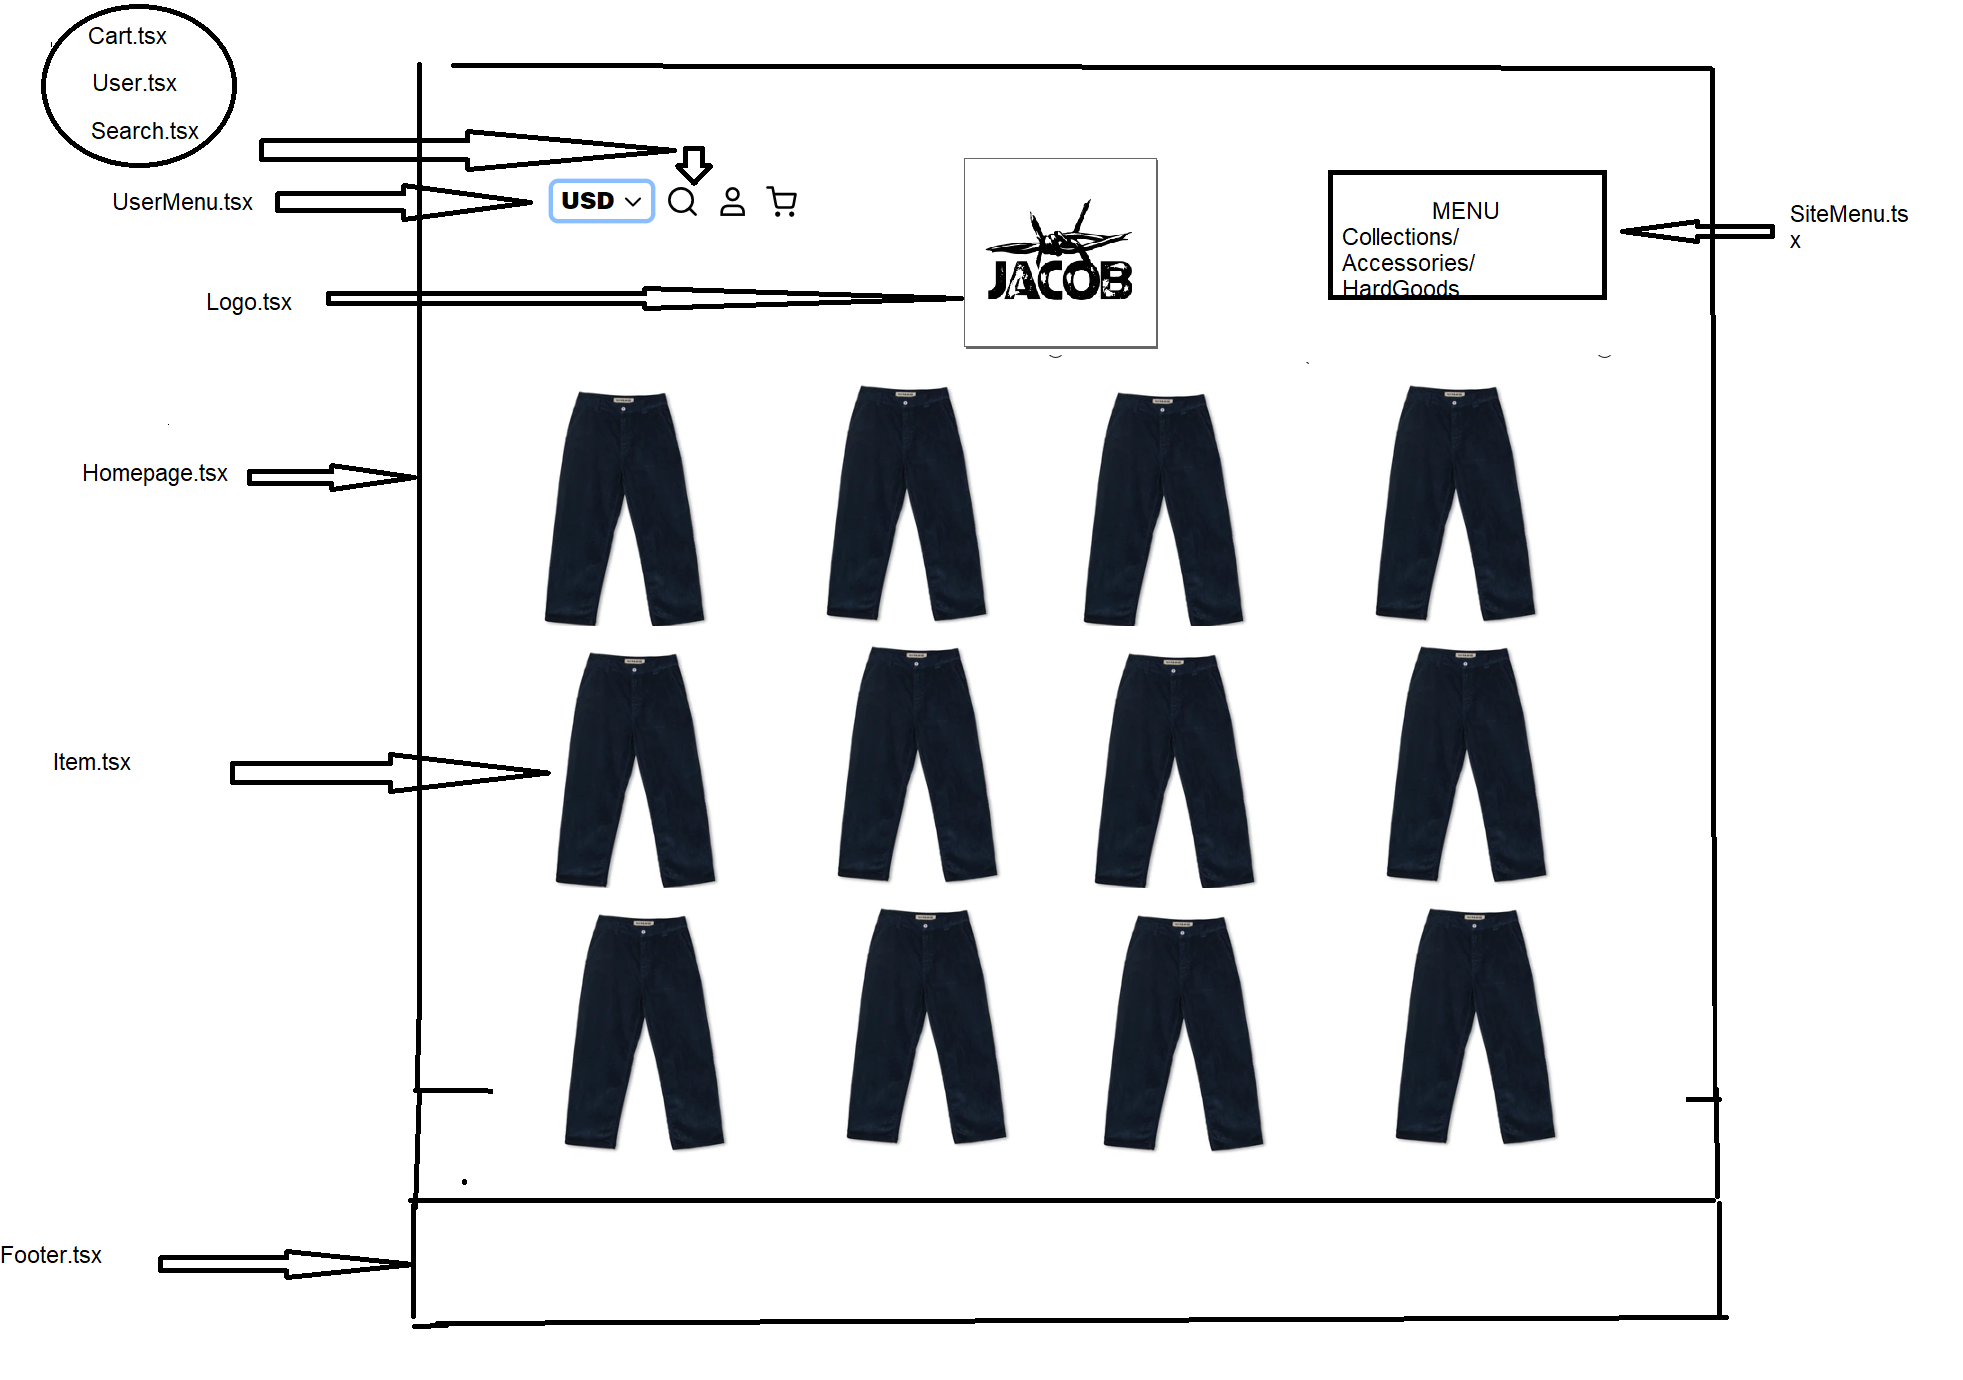 Cart.tsx
User.tsx
Search.tsx
UserMenu.tsx
USD
JACOB
MENU
Collections/
Accessories/
HardGoods
SiteMenu.ts
x
Logo.tsx
Homepage.tsx
Item.tsx
Footer.tsx